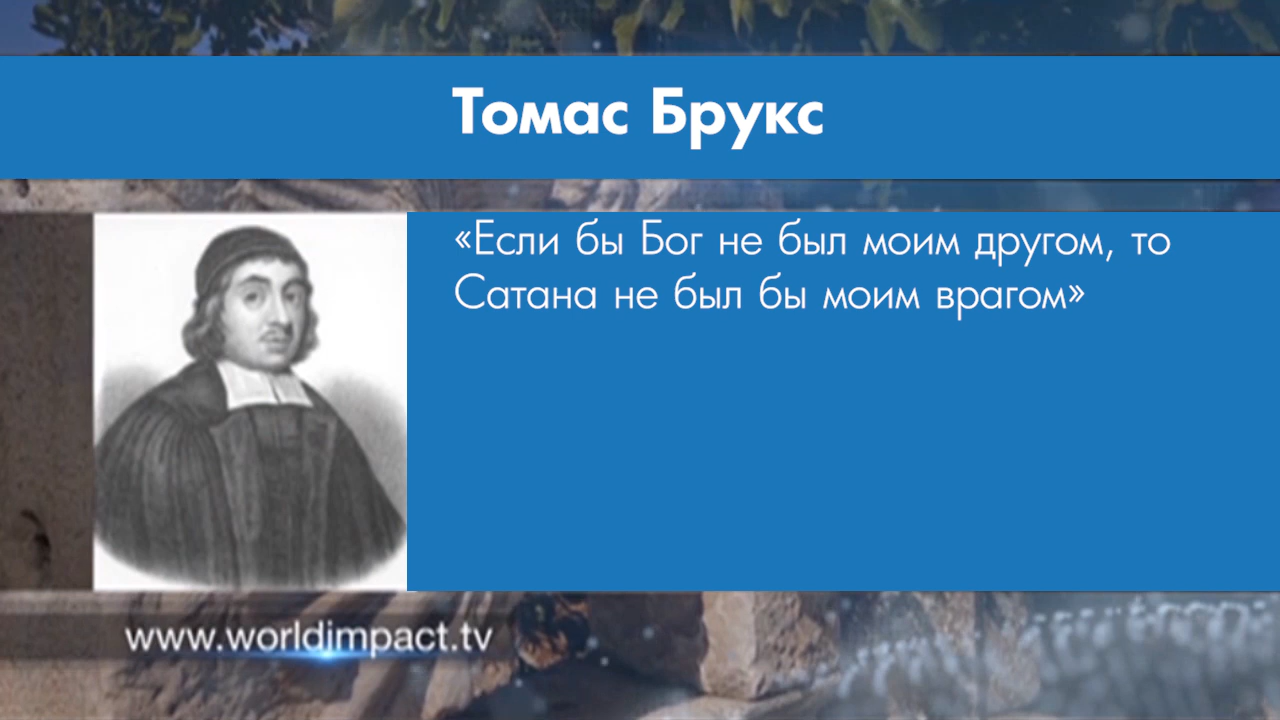 Томас Брукс
«Если бы Бог не был моим другом, то
Сатана не был бы моим врагом»
www.worldimpact.tv